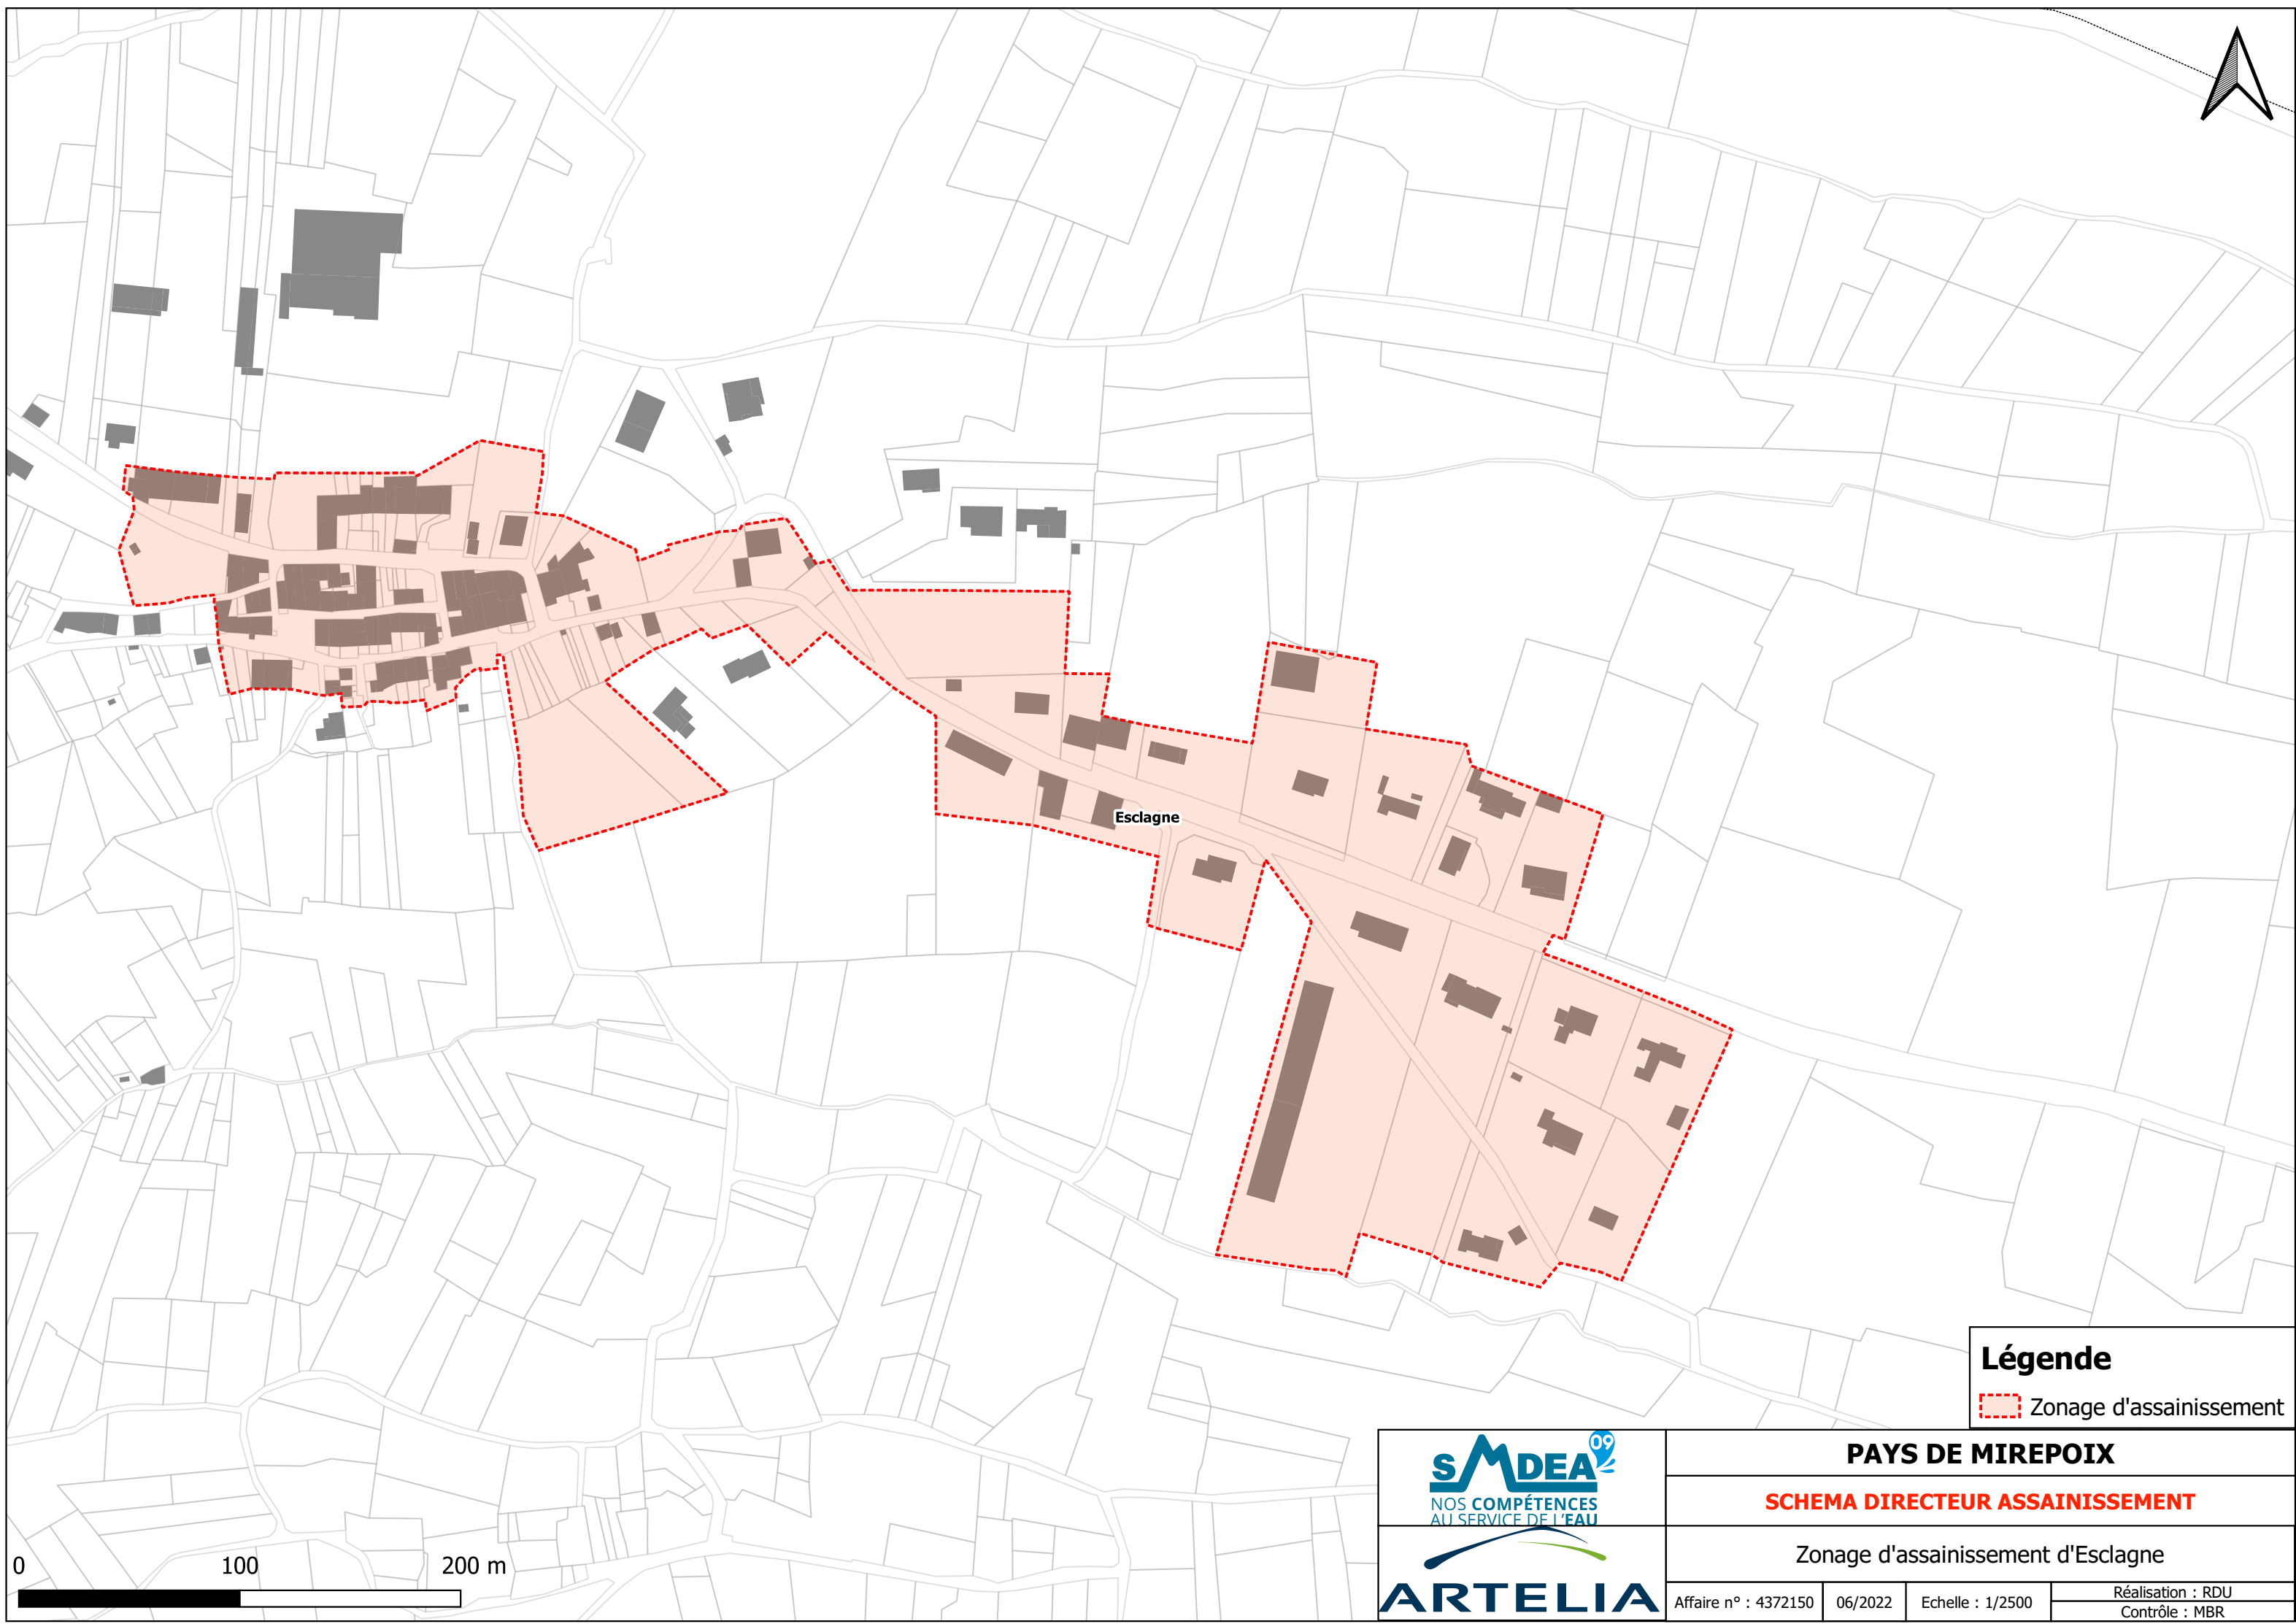 Esclagne
Légende
Zonage d'assainissement
SMDEA 09
NOS COMPÉTENCES
AU SERVICE DE L'EAU
ARTELIA
PAYS DE MIREPOIX
SCHEMA DIRECTEUR ASSAINISSEMENT
Zonage d'assainissement d'Esclagne
Affaire n° : 4372150
06/2022
Echelle : 1/2500
Réalisation : RDU
Contrôle : MBR
0 100 200 m